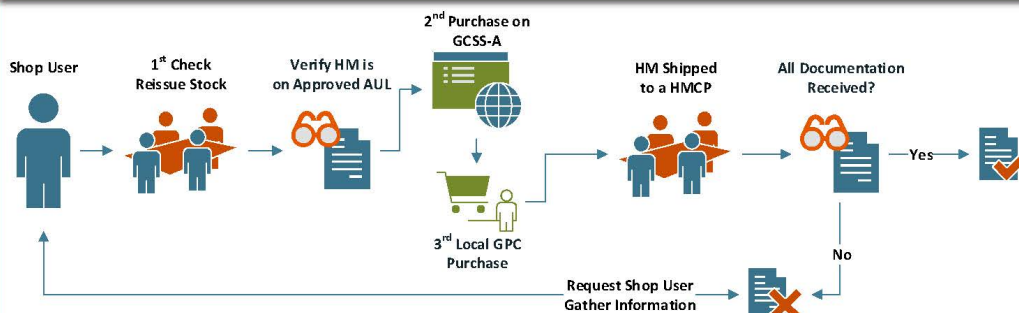 Shop User
1st Check
Reissue Stock
Verify HM is
on Approved AUL
2nd Purchase on
GCSS-A
3rd Local GPC
Purchase
HM Shipped
to a HMCP
All Documentation
Received?
Yes
No
Request Shop User
Gather Information